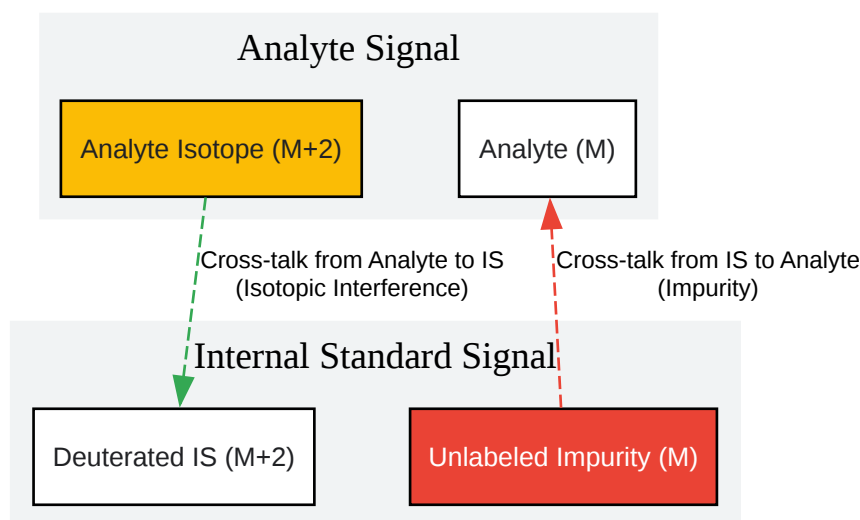 Analyte Signal
Analyte Isotope (M+2)
Analyte (M)
Cross-talk from Analyte to IS
(Isotopic Interference)
Cross-talk from IS to Analyte
(Impurity)
Internal Standard Signal
Deuterated IS (M+2)
Unlabeled Impurity (M)